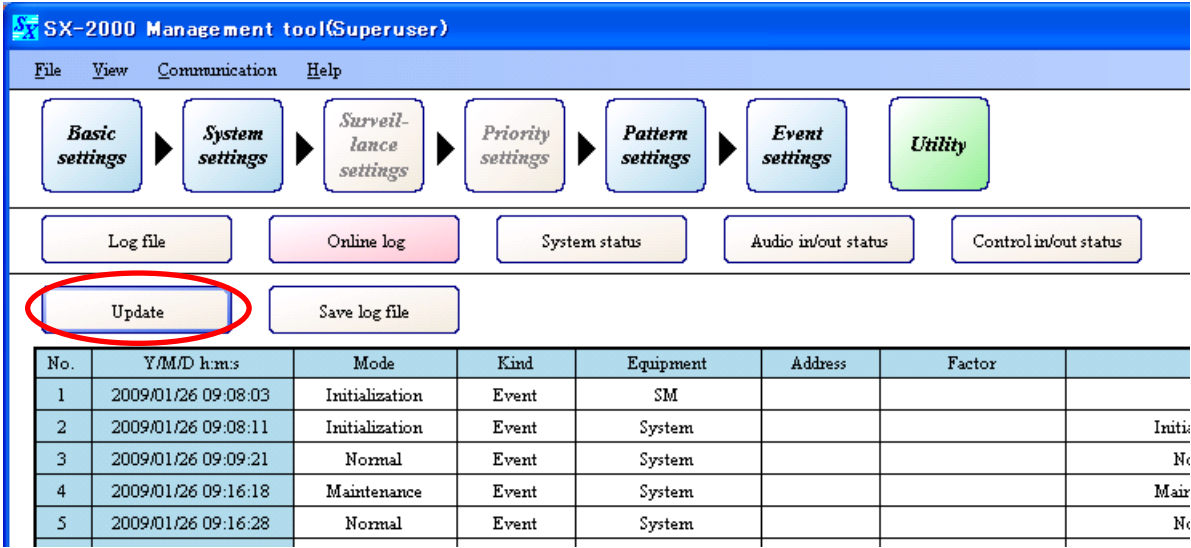 SX SX-2000 Management tool(Superuser)
File View Communication Help
Basic settings System settings Surveil-lance settings Priority settings Pattern settings Event settings Utility
Log file Online log System status Audio in/out status Control in/out status
Update Save log file
No. Y/M/D h:m:s Mode Kind Equipment Address Factor
1 2009/01/26 09:08:03 Initialization Event SM
2 2009/01/26 09:08:11 Initialization Event System Initia
3 2009/01/26 09:09:21 Normal Event System No
4 2009/01/26 09:16:18 Maintenance Event System Main
5 2009/01/26 09:16:28 Normal Event System No